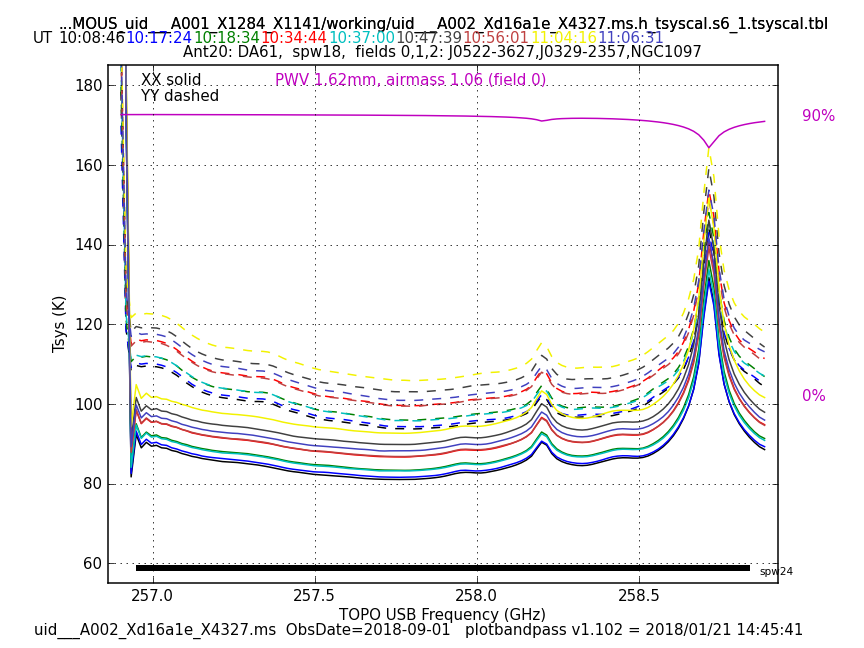 ...MOUS_uid___A001_X1284_X1141/working/uid___A002_Xd16a1e_X4327.ms.h_tsyscal.s6_1.tsyscal.tbl
UT 10:08:46 10:17:24 10:18:34 10:34:44 10:37:00 10:47:39 10:56:01 11:04:16 11:06:31
Ant20: DA61, spw18, fields 0,1,2: J0522-3627,J0329-2357,NGC1097
XX solid
YY dashed
PWV 1.62mm, airmass 1.06 (field 0)
90%
0%
180
160
140
120
100
80
60
Tsys (K)
spw24
257.0 257.5 258.0 258.5
TOPO USB Frequency (GHz)
uid___A002_Xd16a1e_X4327.ms ObsDate=2018-09-01 plotbandpass v1.102 = 2018/01/21 14:45:41